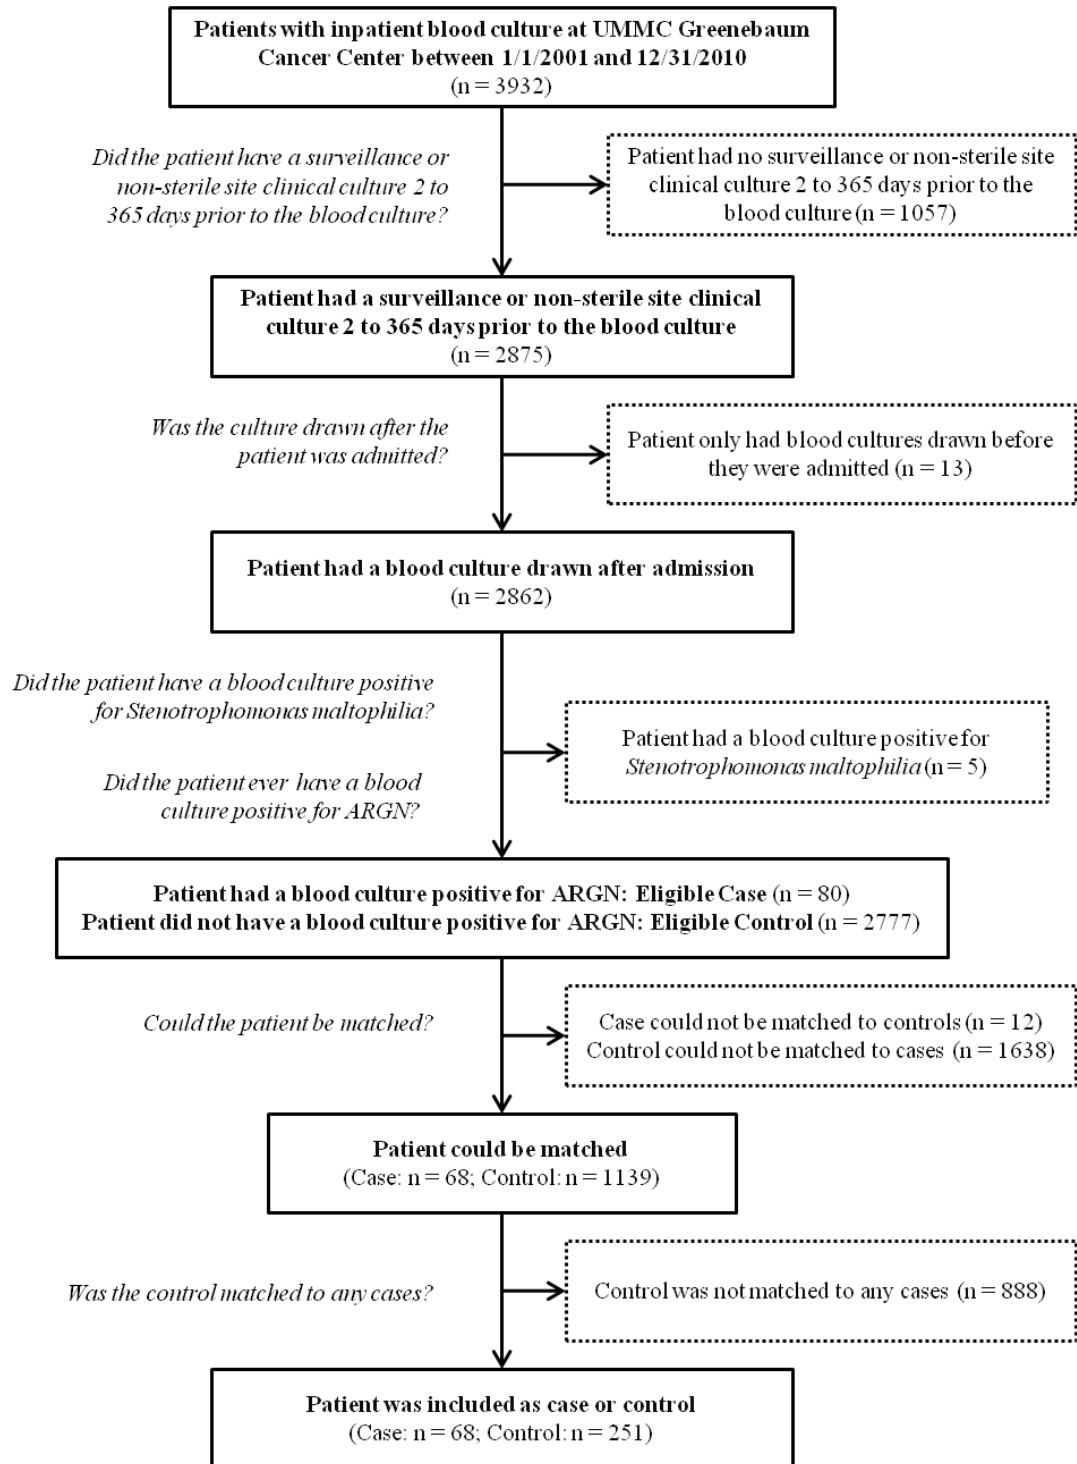 Patients with inpatient blood culture at UMMC Greenebaum
Cancer Center between 1/1/2001 and 12/31/2010
(n = 3932)
Did the patient have a surveillance or
non-sterile site clinical culture 2 to
365 days prior to the blood culture?
Patient had no surveillance or non-sterile site
clinical culture 2 to 365 days prior to the
blood culture (n = 1057)
Patient had a surveillance or non-sterile site clinical
culture 2 to 365 days prior to the blood culture
(n = 2875)
Was the culture drawn after the
patient was admitted?
Patient only had blood cultures drawn before
they were admitted (n = 13)
Patient had a blood culture drawn after admission
(n = 2862)
Did the patient have a blood culture positive
for Stenotrophomonas maltophilia?
Did the patient ever have a blood
culture positive for ARGN?
Patient had a blood culture positive for
Stenotrophomonas maltophilia (n = 5)
Patient had a blood culture positive for ARGN: Eligible Case (n = 80)
Patient did not have a blood culture positive for ARGN: Eligible Control (n = 2777)
Could the patient be matched?
Case could not be matched to controls (n = 12)
Control could not be matched to cases (n = 1638)
Patient could be matched
(Case: n = 68; Control: n = 1139)
Was the control matched to any cases?
Control was not matched to any cases (n = 888)
Patient was included as case or control
(Case: n = 68; Control: n = 251)